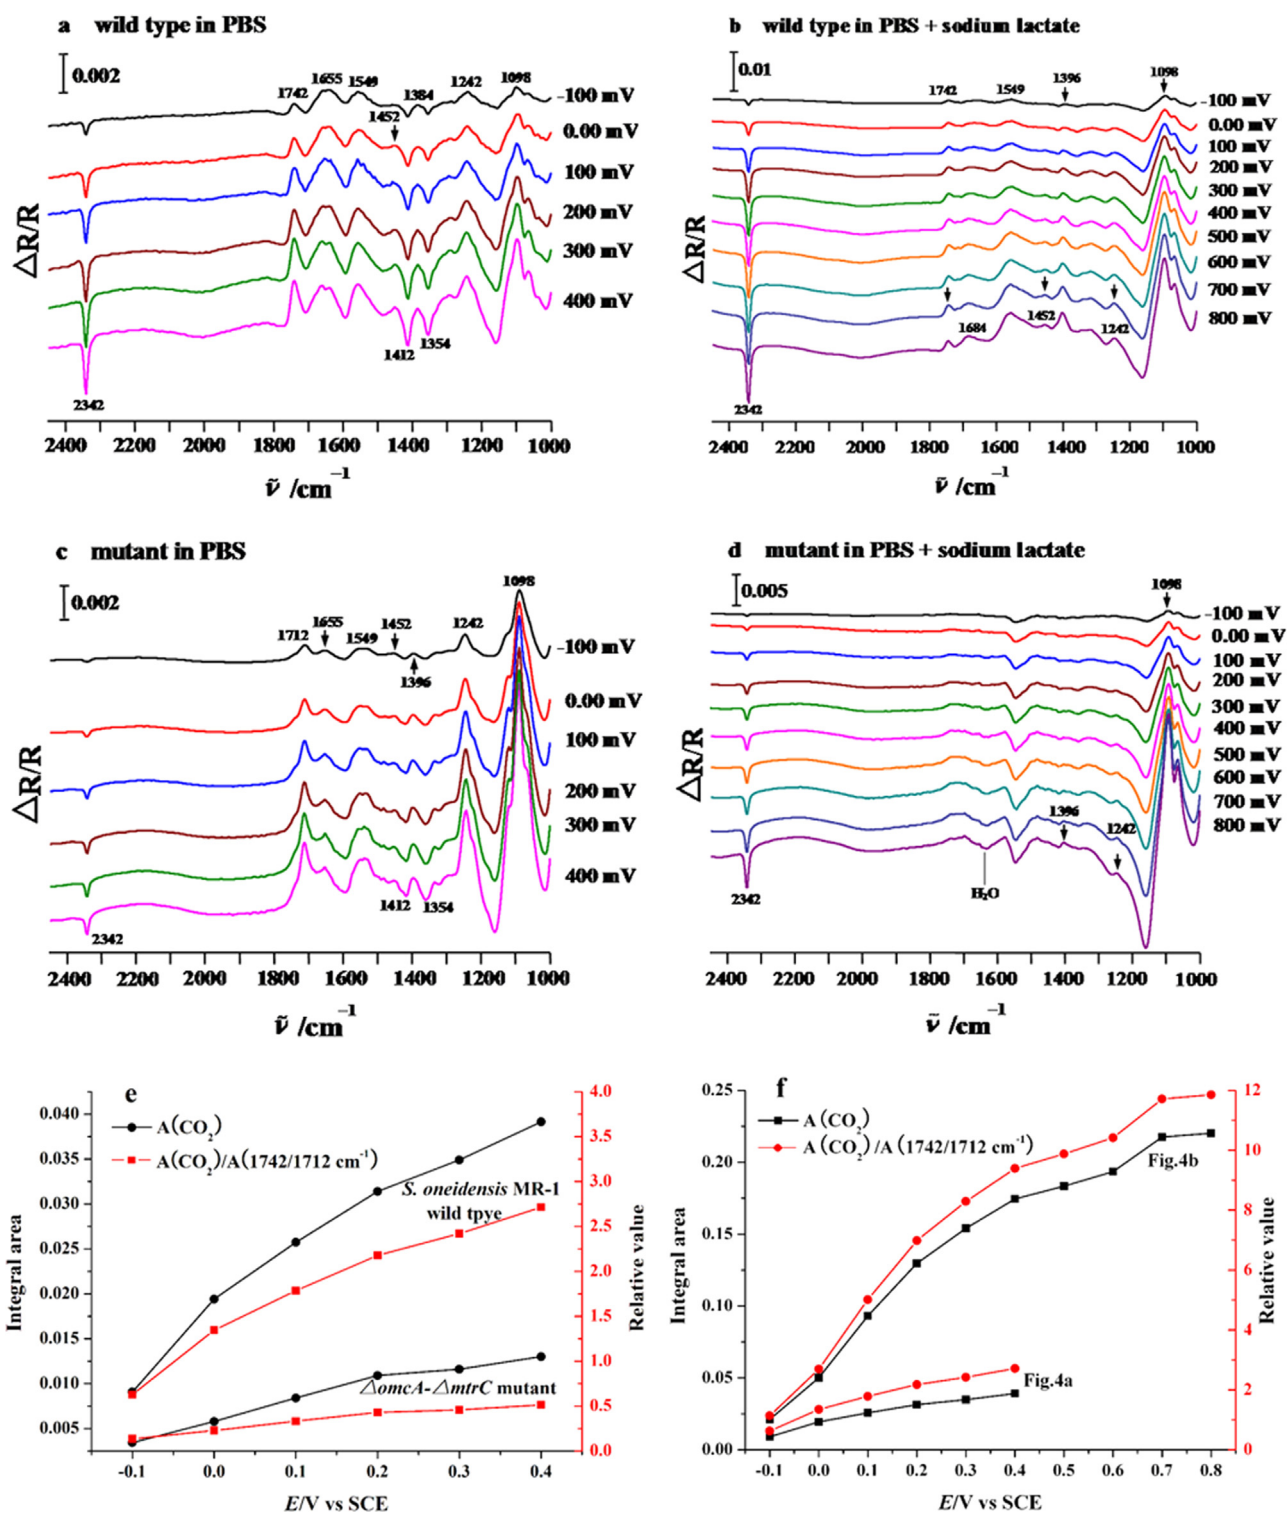 a wild type in PBS
0.002
1742 1655 1549 1384 1242 1098
1452
-100 mV
0.00 mV
100 mV
200 mV
300 mV
400 mV
1412 1354
2342
△R/R
2400 2200 2000 1800 1600 1400 1200 1000
ṽ /cm⁻¹
b wild type in PBS + sodium lactate
0.01
1742 1549 1396 1098
-100 mV
0.00 mV
100 mV
200 mV
300 mV
400 mV
500 mV
600 mV
700 mV
800 mV
1684 1452 1242
2342
△R/R
2400 2200 2000 1800 1600 1400 1200 1000
ṽ /cm⁻¹
c mutant in PBS
0.002
1098
1712 1655 1549 1452 1242
1396
-100 mV
0.00 mV
100 mV
200 mV
300 mV
400 mV
1412 1354
2342
△R/R
2400 2200 2000 1800 1600 1400 1200 1000
ṽ /cm⁻¹
d mutant in PBS + sodium lactate
0.005
1098
-100 mV
0.00 mV
100 mV
200 mV
300 mV
400 mV
500 mV
600 mV
700 mV
800 mV
1396 1242
H₂O
2342
△R/R
2400 2200 2000 1800 1600 1400 1200 1000
ṽ /cm⁻¹
e
A(CO₂)
A(CO₂)/A(1742/1712 cm⁻¹)
S. oneidensis MR-1
wild tpye
△omcA-△mtrC mutant
Integral area
0.040
0.035
0.030
0.025
0.020
0.015
0.010
0.005
4.0
3.5
3.0
2.5
2.0
1.5
1.0
0.5
0.0
Relative value
-0.1 0.0 0.1 0.2 0.3 0.4
E/V vs SCE
f
A(CO₂)
A(CO₂)/A(1742/1712 cm⁻¹)
Fig.4b
Fig.4a
Integral area
0.25
0.20
0.15
0.10
0.05
0.00
12
10
8
6
4
2
0
Relative value
-0.1 0.0 0.1 0.2 0.3 0.4 0.5 0.6 0.7 0.8
E/V vs SCE